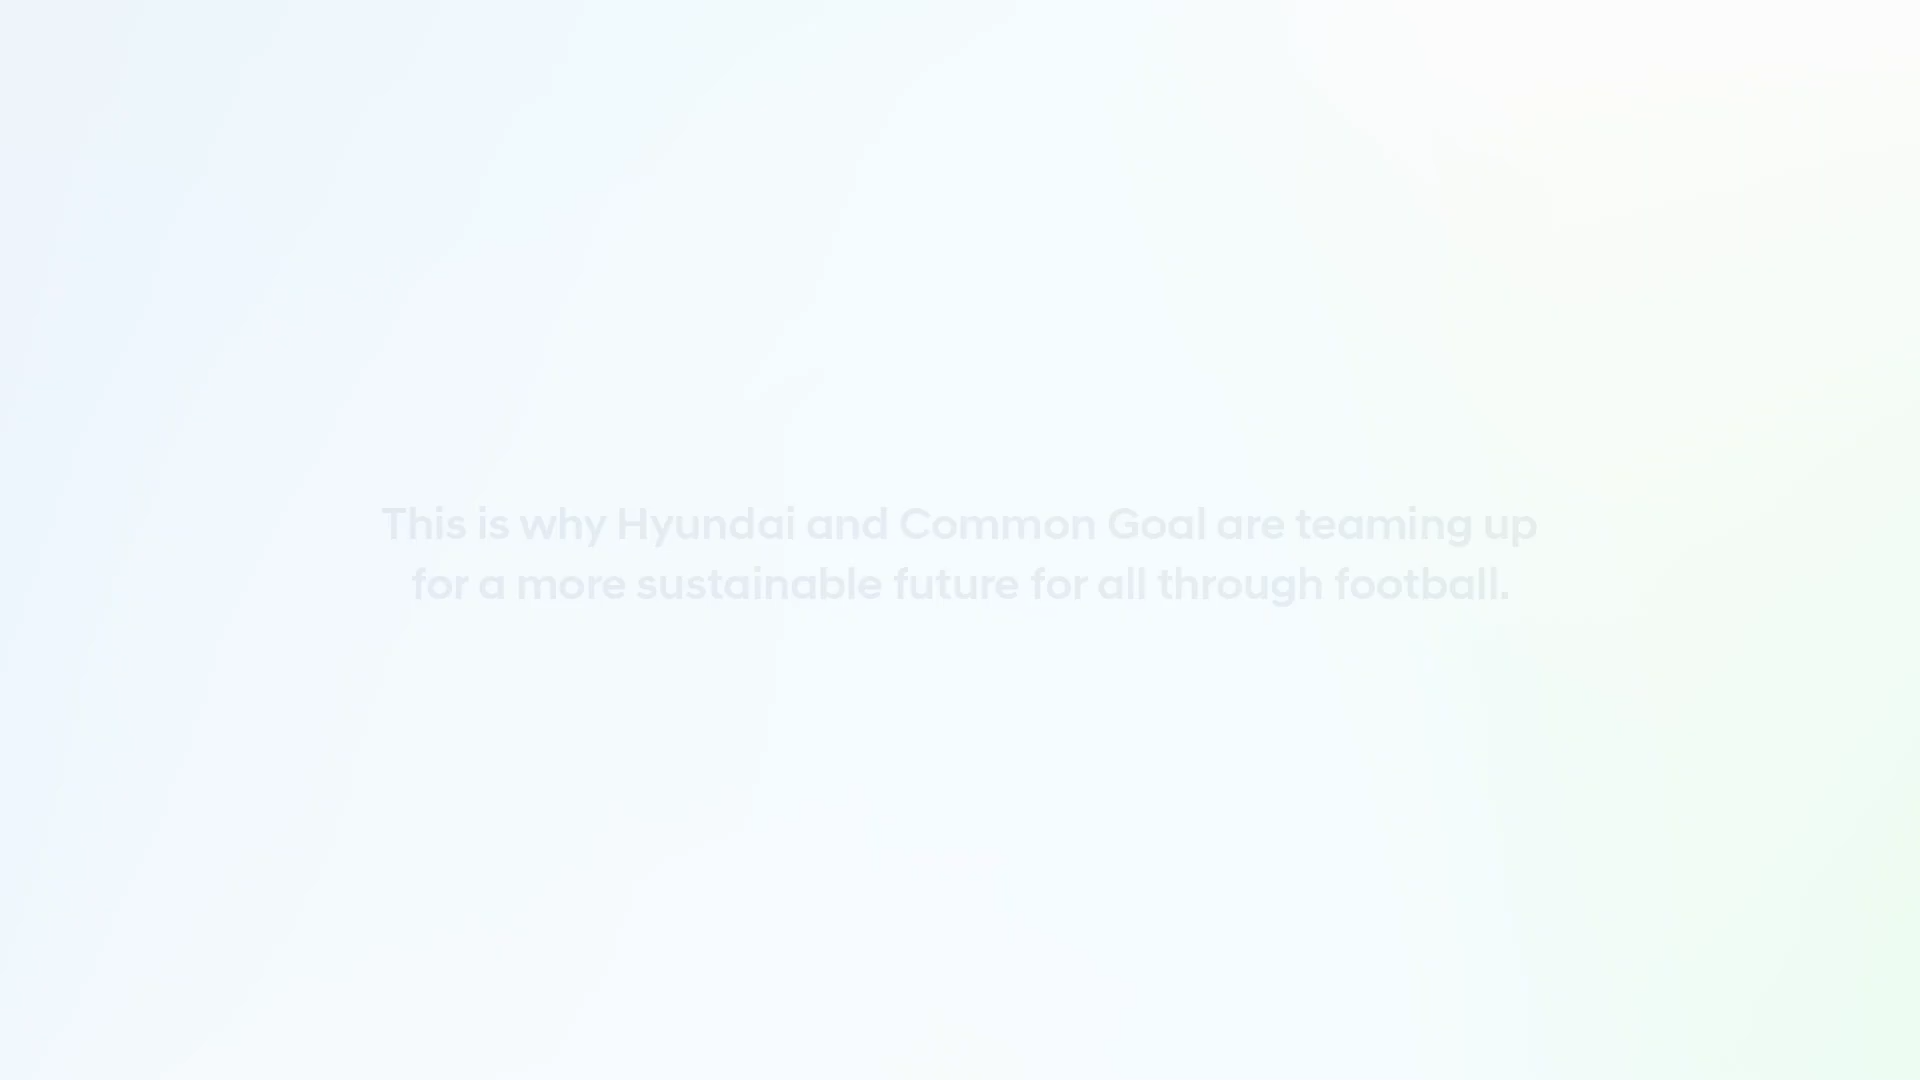 This is why Hyundai and Common Goal are teaming up
for a more sustainable future for all through football.